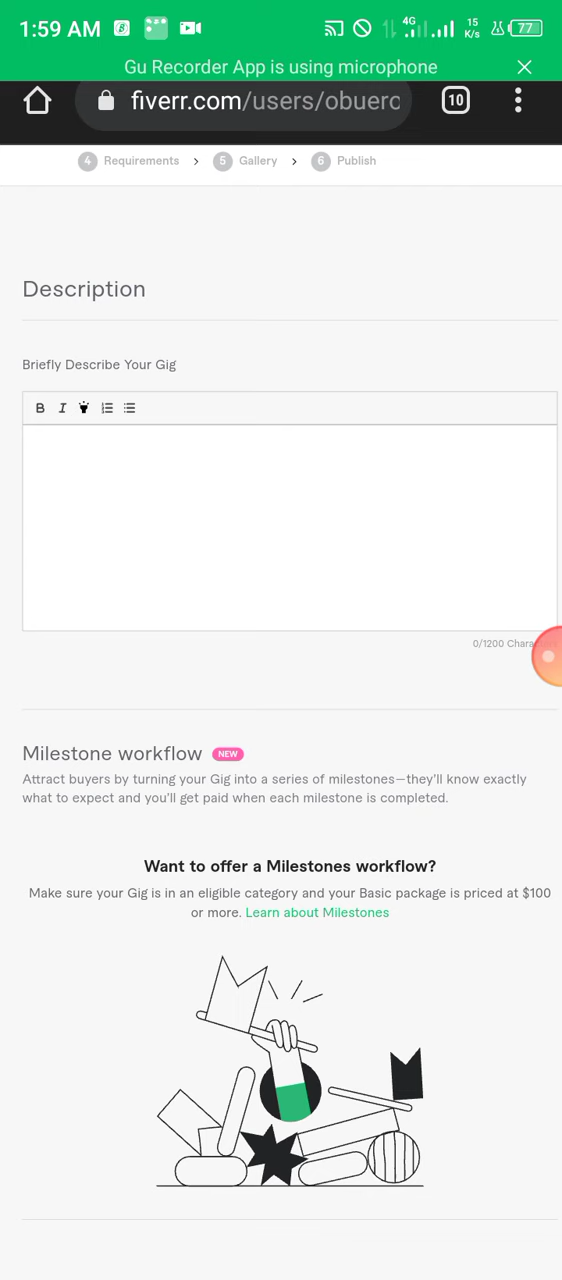 1:59 AM
4G
15
K/s
77
Gu Recorder App is using microphone
fiverr.com/users/obuero
10
4 Requirements > 5 Gallery > 6 Publish
Description
Briefly Describe Your Gig
B I
0/1200 Chara
Milestone workflow NEW
Attract buyers by turning your Gig into a series of milestones—they'll know exactly
what to expect and you'll get paid when each milestone is completed.
Want to offer a Milestones workflow?
Make sure your Gig is in an eligible category and your Basic package is priced at $100
or more. Learn about Milestones